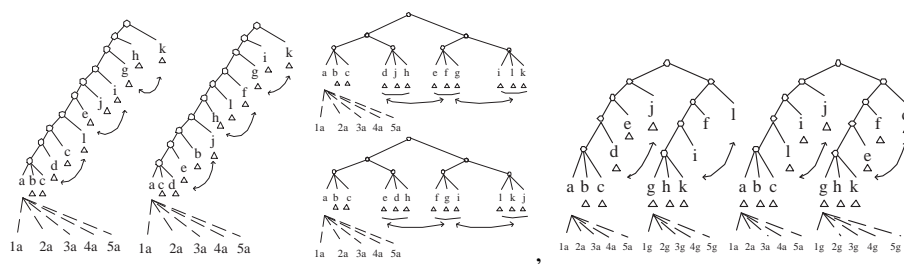 k
h
g
i
j
e
l
c
d
a b c
1a 2a 3a 4a 5a
k
i
g
f
l
h
j
b
e
a c d
1a 2a 3a 4a 5a
a b c d j h e f g i l k
1a 2a 3a 4a 5a
a b c e d h f g i l k j
1a 2a 3a 4a 5a
,
j l
e f
d i
a b c g h k
1a 2a 3a 4a 5a 1g 2g 3g 4g 5g
j
i f
l e
a b c g h k
1a 2a 3a 4a 5a 1g 2g 3g 4g 5g